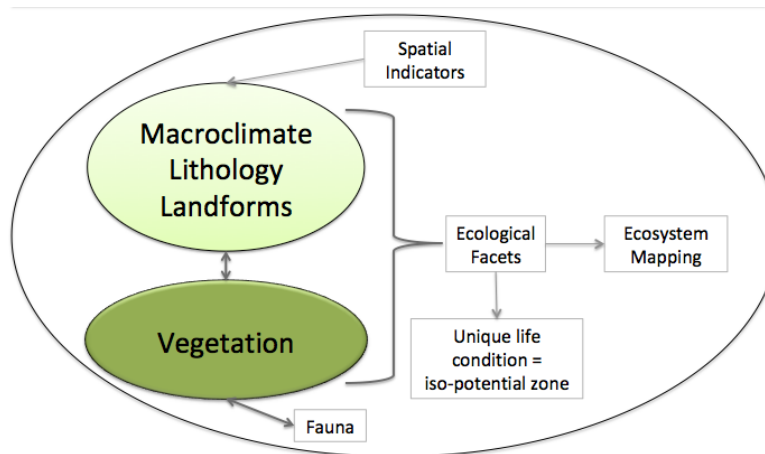 Spatial
Indicators
Macroclimate
Lithology
Landforms
Ecological
Facets
Ecosystem
Mapping
Vegetation
Unique life
condition =
iso-potential zone
Fauna